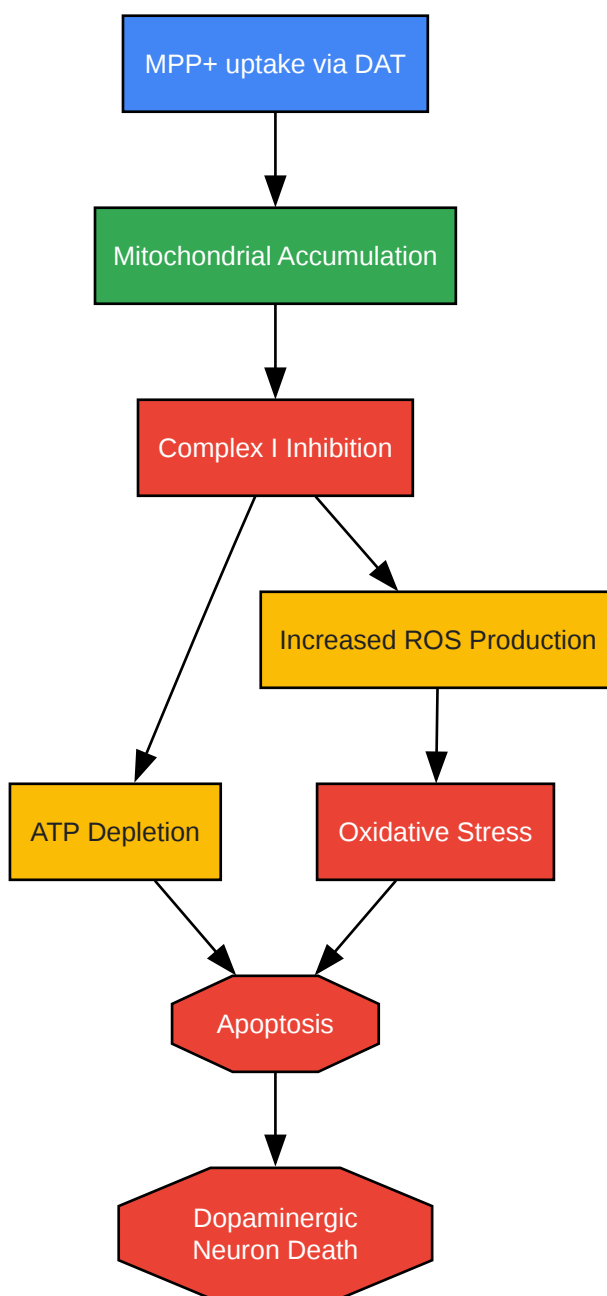 MPP+ uptake via DAT
Mitochondrial Accumulation
Complex I Inhibition
Increased ROS Production
ATP Depletion
Oxidative Stress
Apoptosis
Dopaminergic
Neuron Death